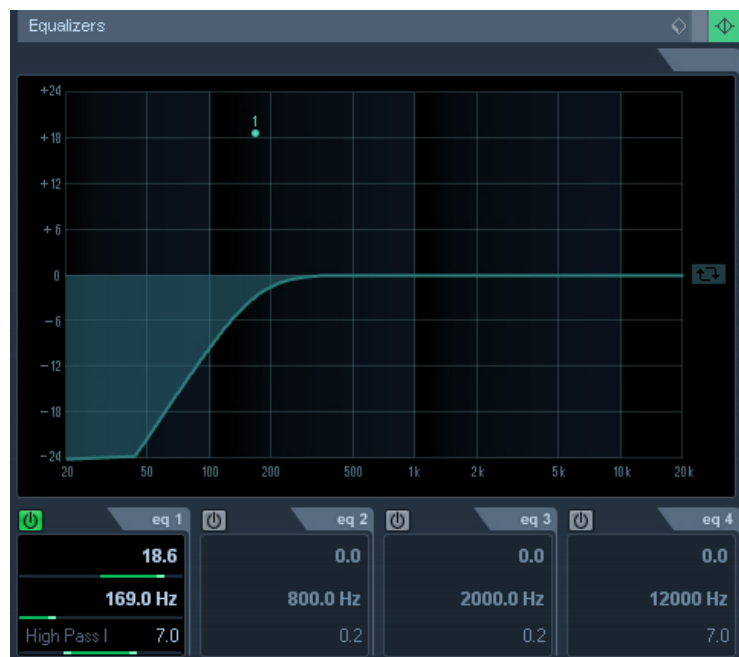 Equalizers
+24
+18
+12
+6
0
-6
-12
-18
-24
1
20 50 100 200 500 1k 2k 5k 10k 20k
eq 1 eq 2 eq 3 eq 4
18.6 0.0 0.0 0.0
169.0 Hz 800.0 Hz 2000.0 Hz 12000 Hz
High Pass I 7.0 0.2 0.2 7.0